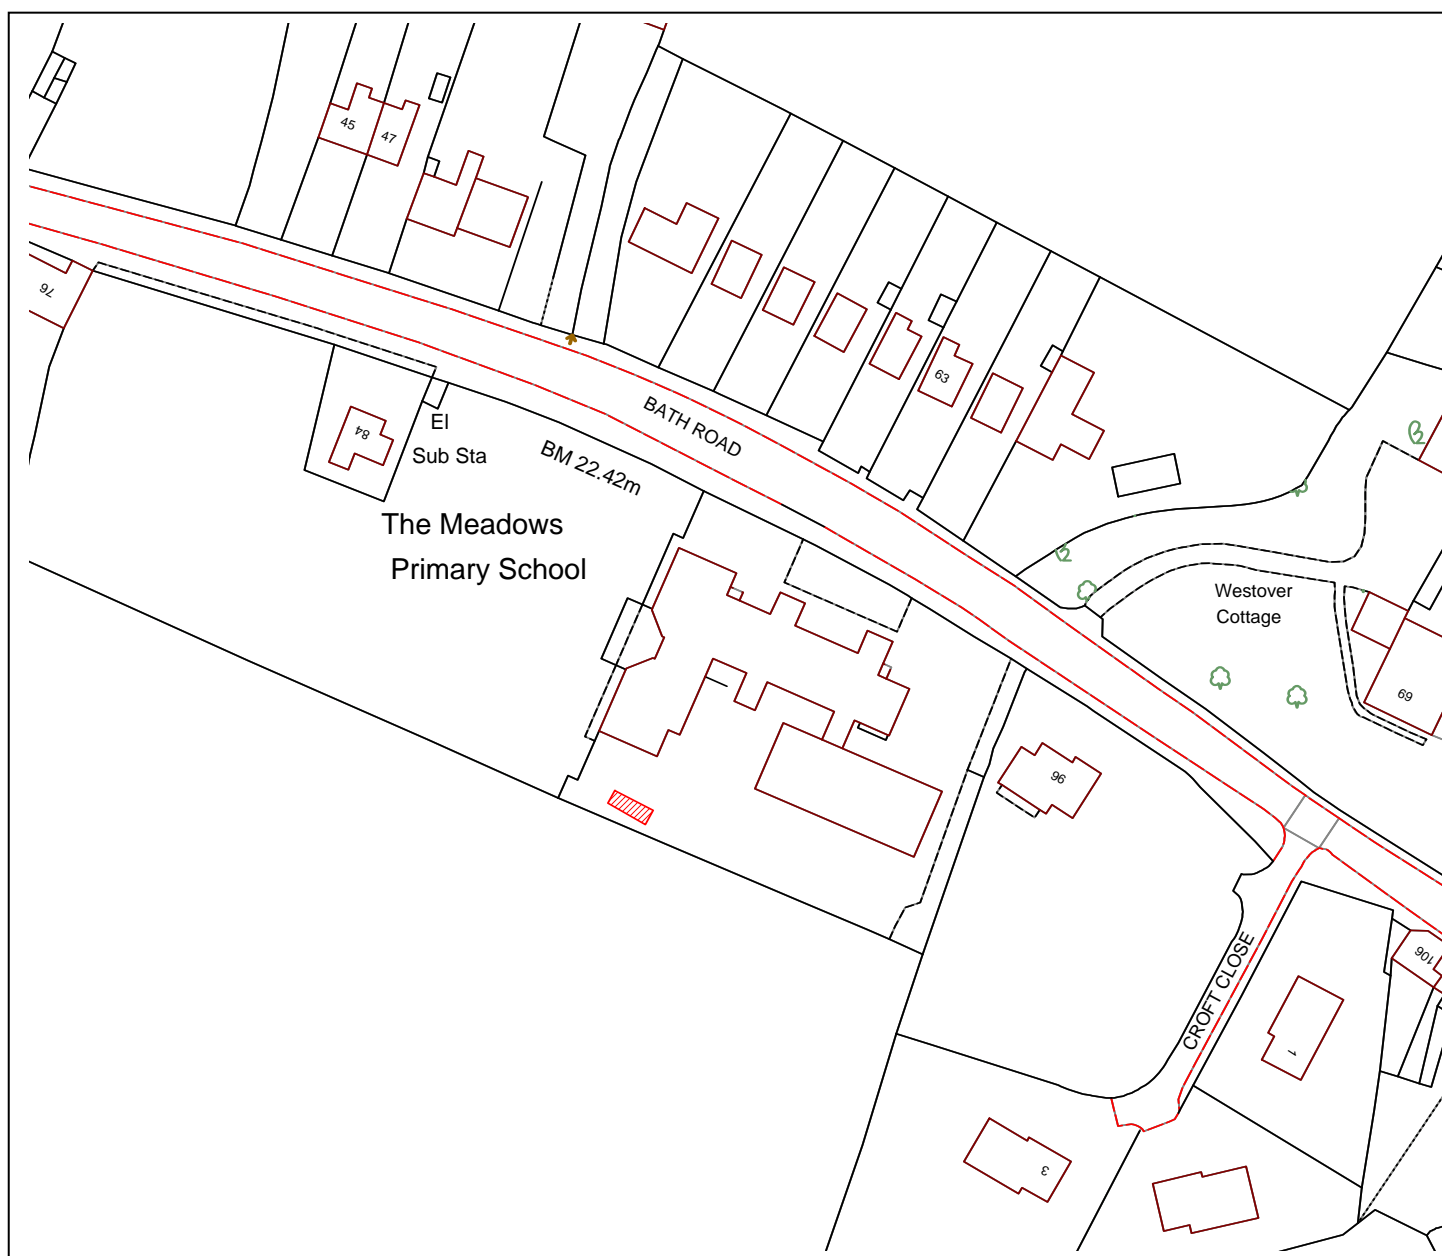 45
47
76
63
BATH ROAD
84
El
Sub Sta
BM 22.42m
The Meadows
Primary School
Westover
Cottage
69
96
106
CROFT CLOSE
1
3